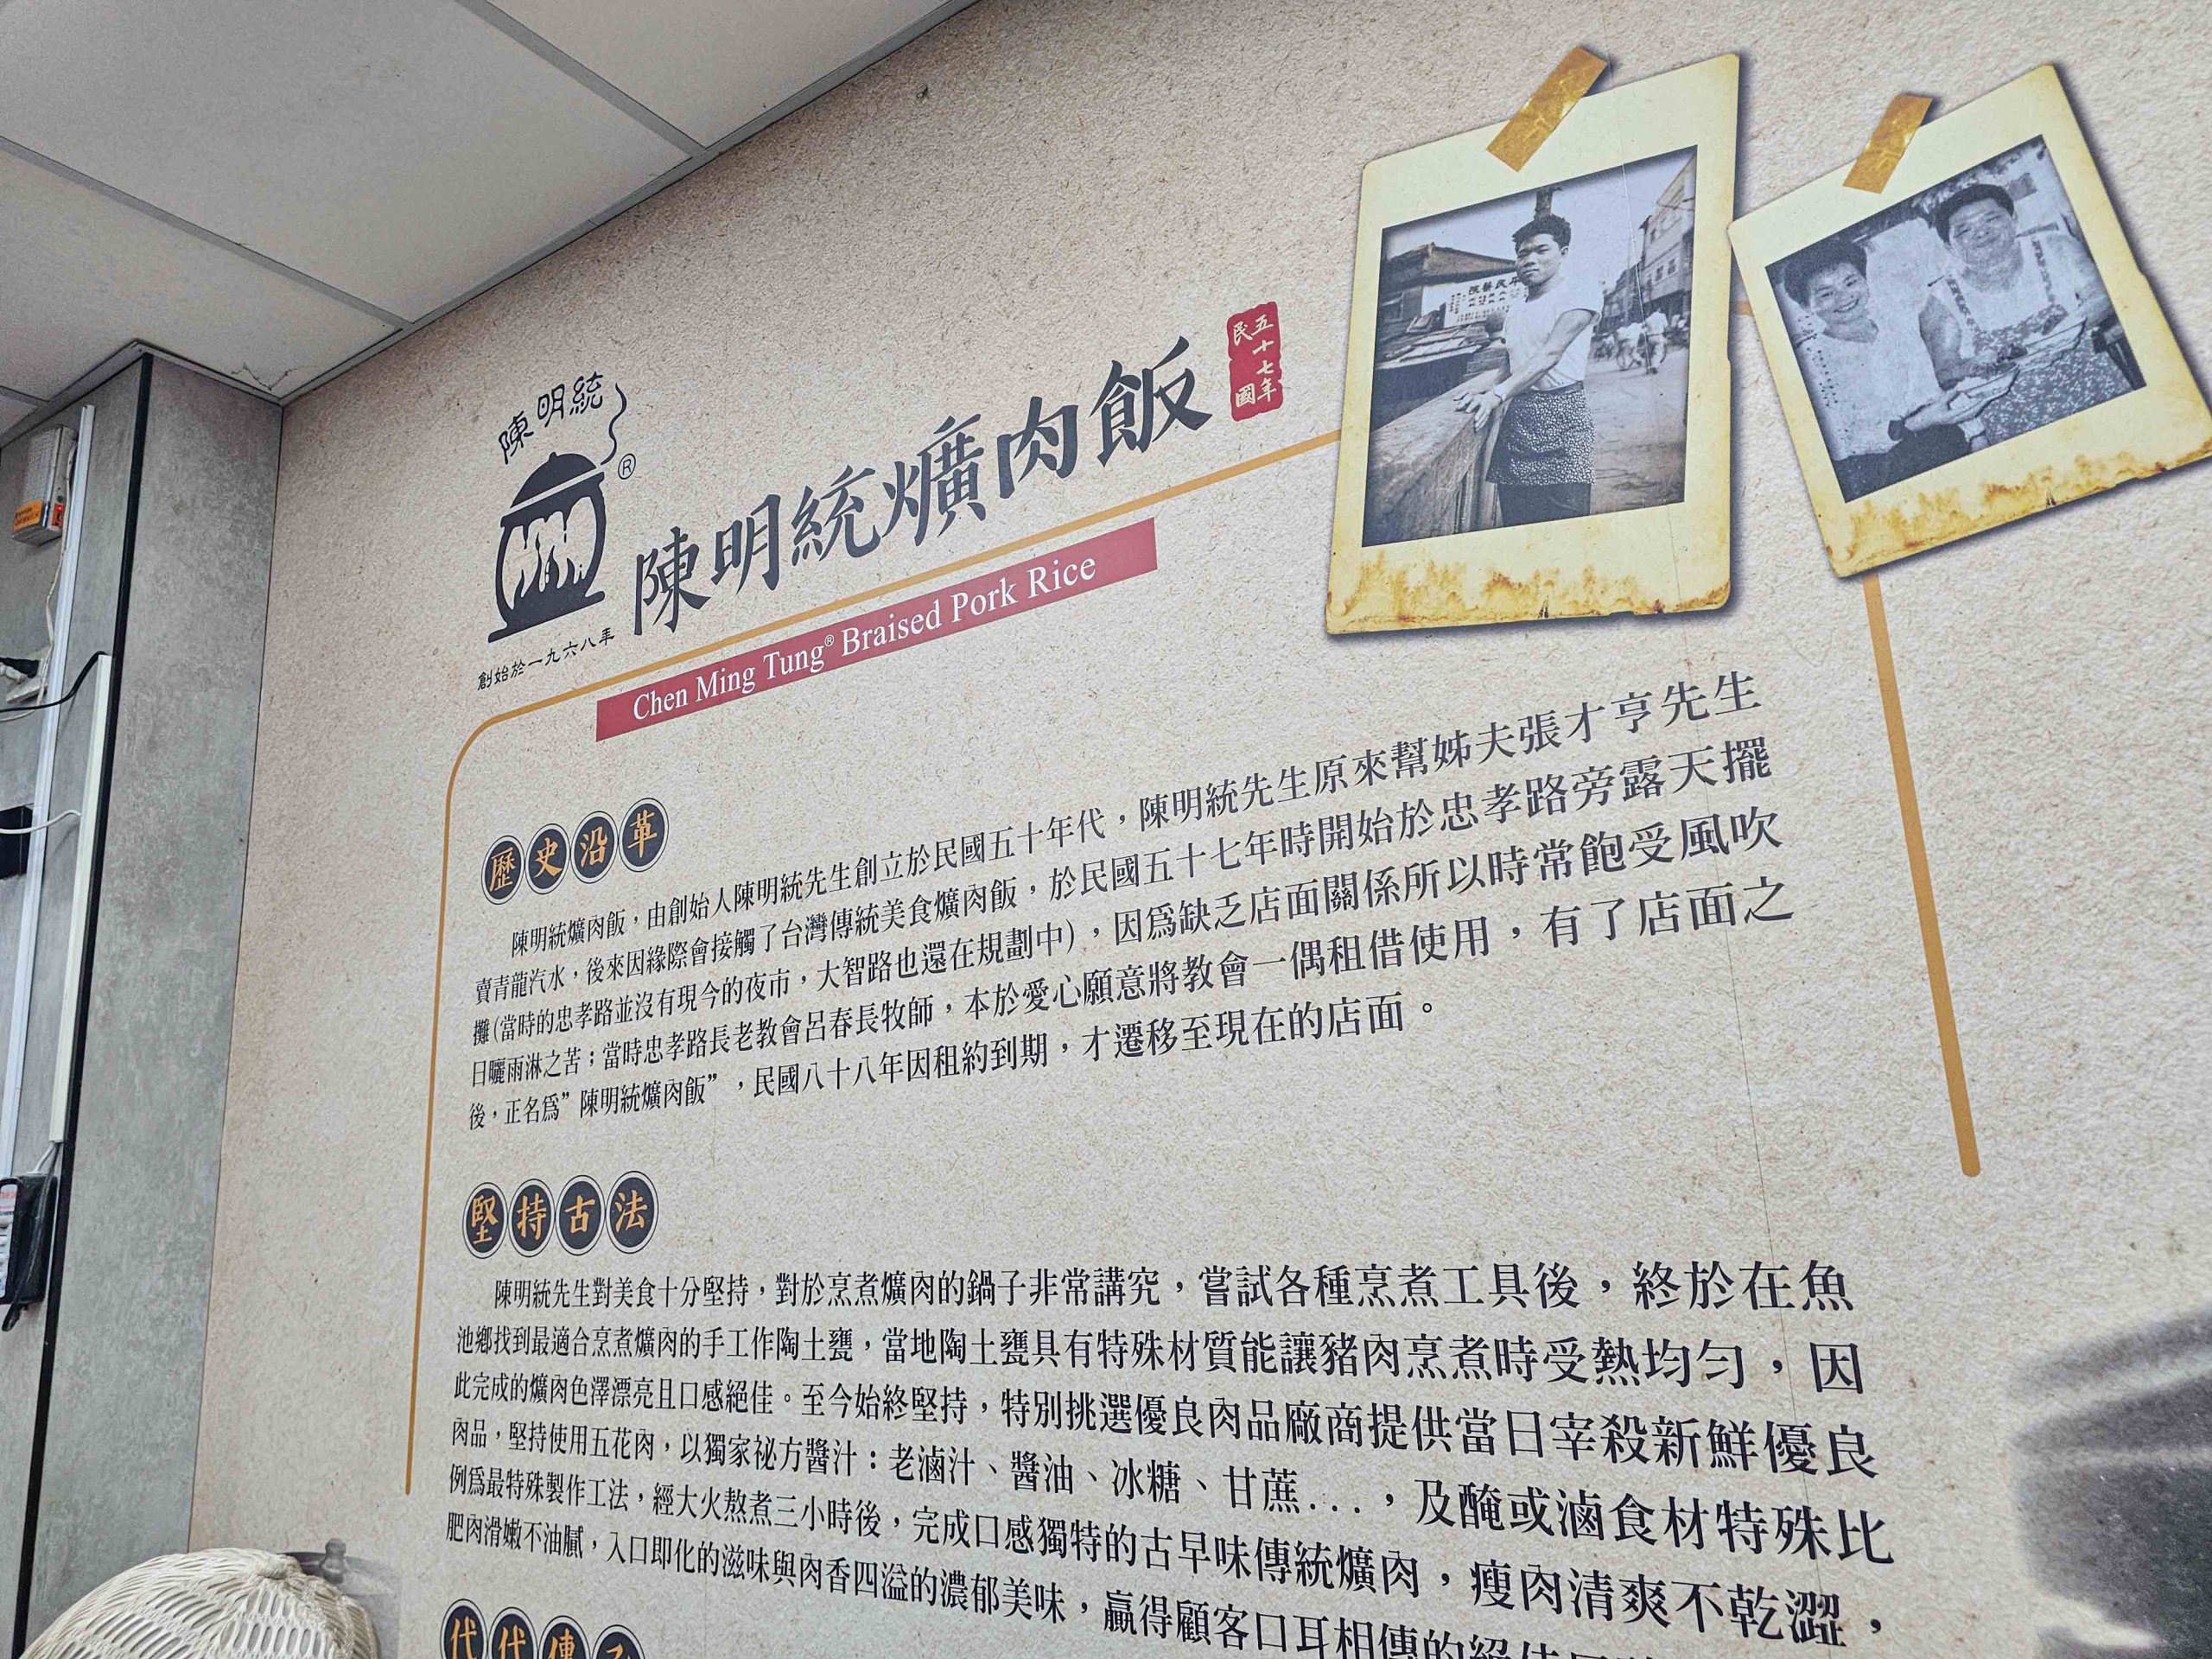 陳明統
®
創始於一九六八年
陳明統爌肉飯
民國五十七年
Chen Ming Tung® Braised Pork Rice
歷史沿革
陳明統爌肉飯，由創始人陳明統先生創立於民國五十年代，陳明統先生原來幫姊夫張才亨先生
賣青龍汽水，後來因緣際會接觸了台灣傳統美食爌肉飯，於民國五十七年時開始於忠孝路旁露天擺
攤(當時的忠孝路並沒有現今的夜市，大智路也還在規劃中)，因為缺乏店面關係所以時常飽受風吹
日曬雨淋之苦；當時忠孝路長老教會呂春長牧師，本於愛心願意將教會一偶租借使用，有了店面之
後，正名為”陳明統爌肉飯”，民國八十八年因租約到期，才遷移至現在的店面。
堅持古法
陳明統先生對美食十分堅持，對於烹煮爌肉的鍋子非常講究，嘗試各種烹煮工具後，終於在魚
池鄉找到最適合烹煮爌肉的手工作陶土甕，當地陶土甕具有特殊材質能讓豬肉烹煮時受熱均勻，因
此完成的爌肉色澤漂亮且口感絕佳。至今始終堅持，特別挑選優良肉品廠商提供當日宰殺新鮮優良
肉品，堅持使用五花肉，以獨家祕方醬汁：老滷汁、醬油、冰糖、甘蔗...，及醃或滷食材特殊比
例為最特殊製作工法，經大火熬煮三小時後，完成口感獨特的古早味傳統爌肉，瘦肉清爽不乾澀，
肥肉滑嫩不油膩，入口即化的滋味與肉香四溢的濃郁美味，贏得顧客口耳相傳的絕佳
代代傳